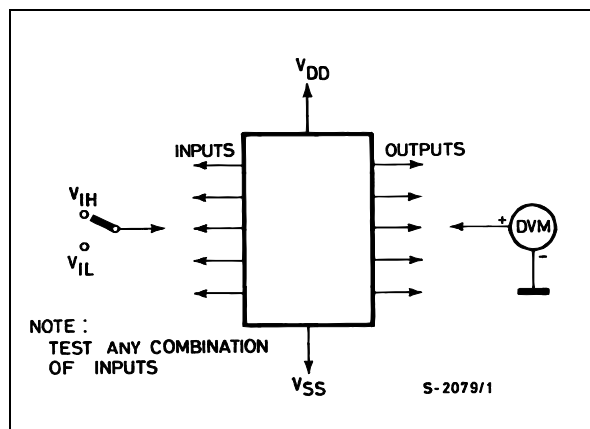 VDD
INPUTS
OUTPUTS
VIH
VIL
+
DVM
-
NOTE :
TEST ANY COMBINATION
OF INPUTS
VSS
S-2079/1